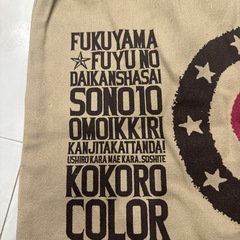 FUKUYAMA
FUYU NO
DAIKANSHASAI
SONO10
OMOIKKIRI
KANJITAKATTANDA!
USHIRO KARA MAE KARA.. SOSHITE
KOKORO
COLOR